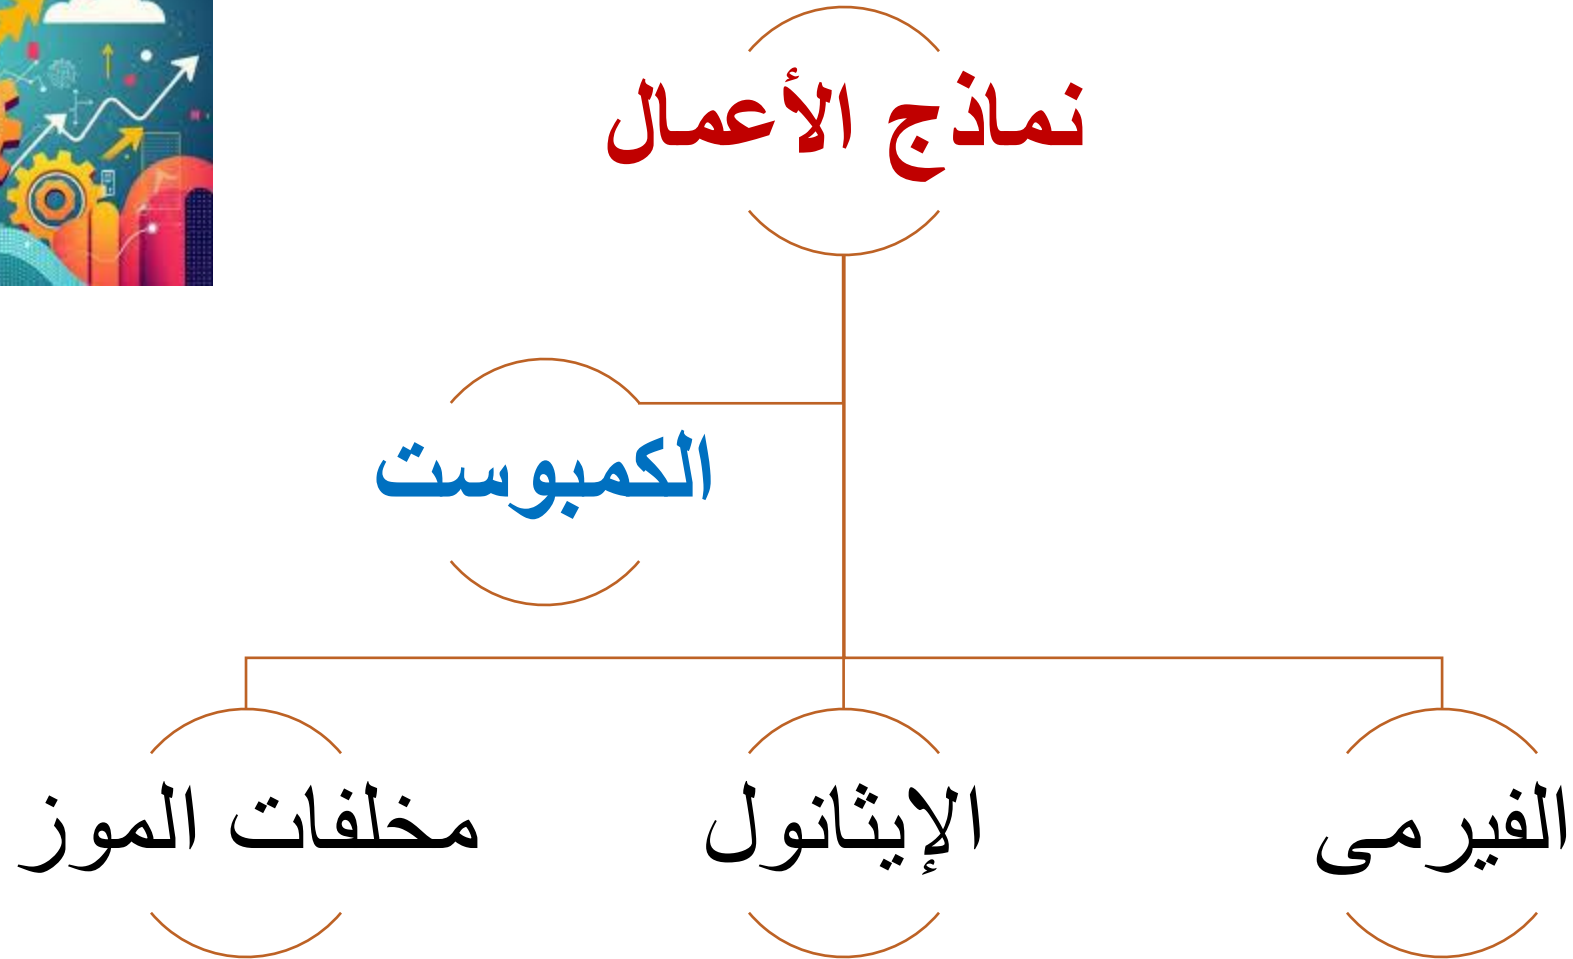 نماذج الأعمال
الكمبوست
الفيرمى
الإيثانول
مخلفات الموز